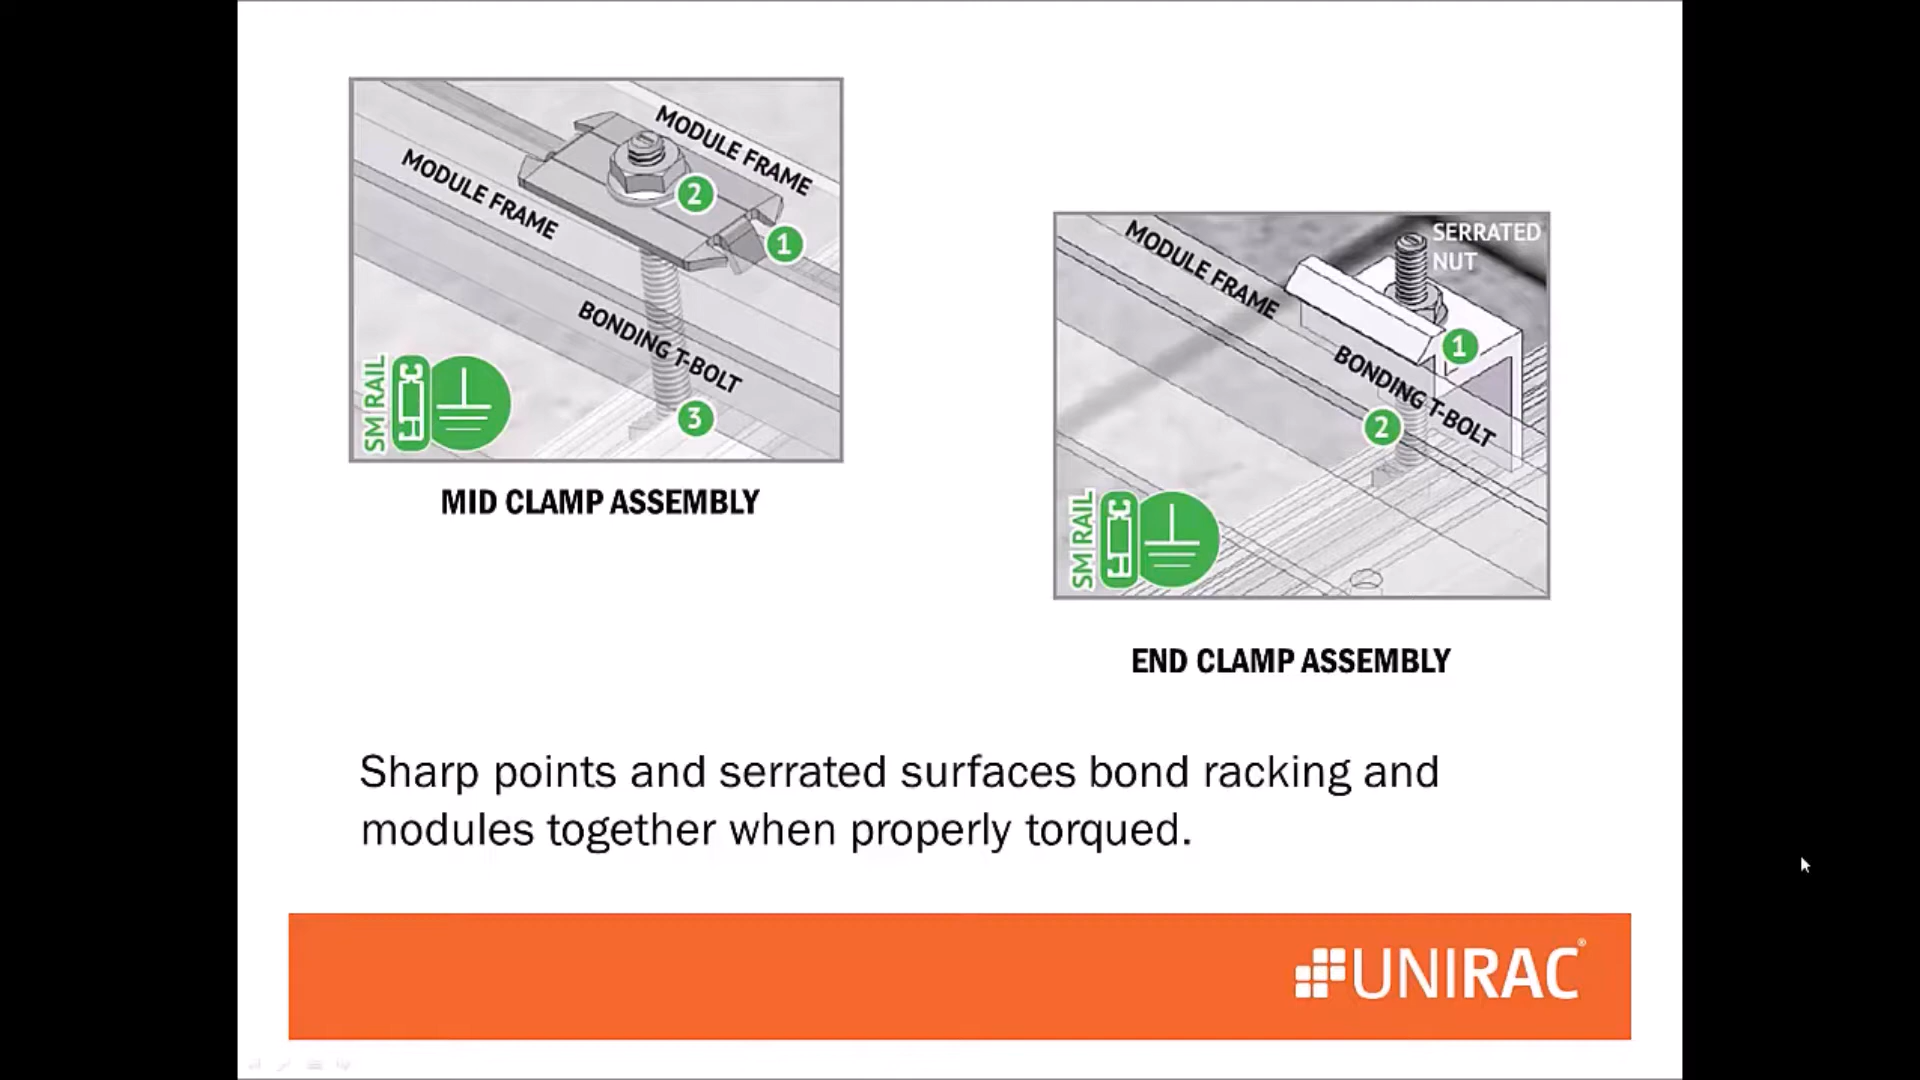 MODULE FRAME
MODULE FRAME
2
1
BONDING T-BOLT
3
SM RAIL
MID CLAMP ASSEMBLY
MODULE FRAME
SERRATED
NUT
1
BONDING T-BOLT
2
SM RAIL
END CLAMP ASSEMBLY
Sharp points and serrated surfaces bond racking and
modules together when properly torqued.
UNIRAC®